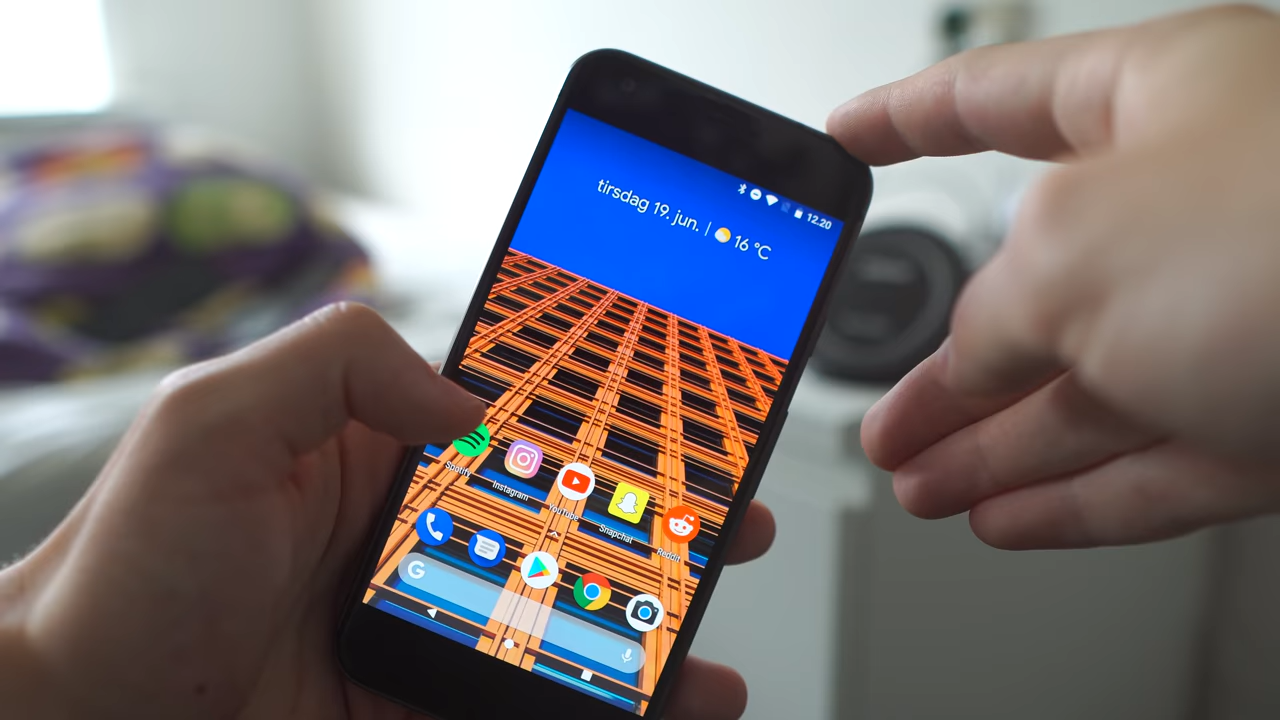 12.20
tirsdag 19. jun. | 16 °C
Spotify
Instagram
YouTube
Snapchat
Reddit
G